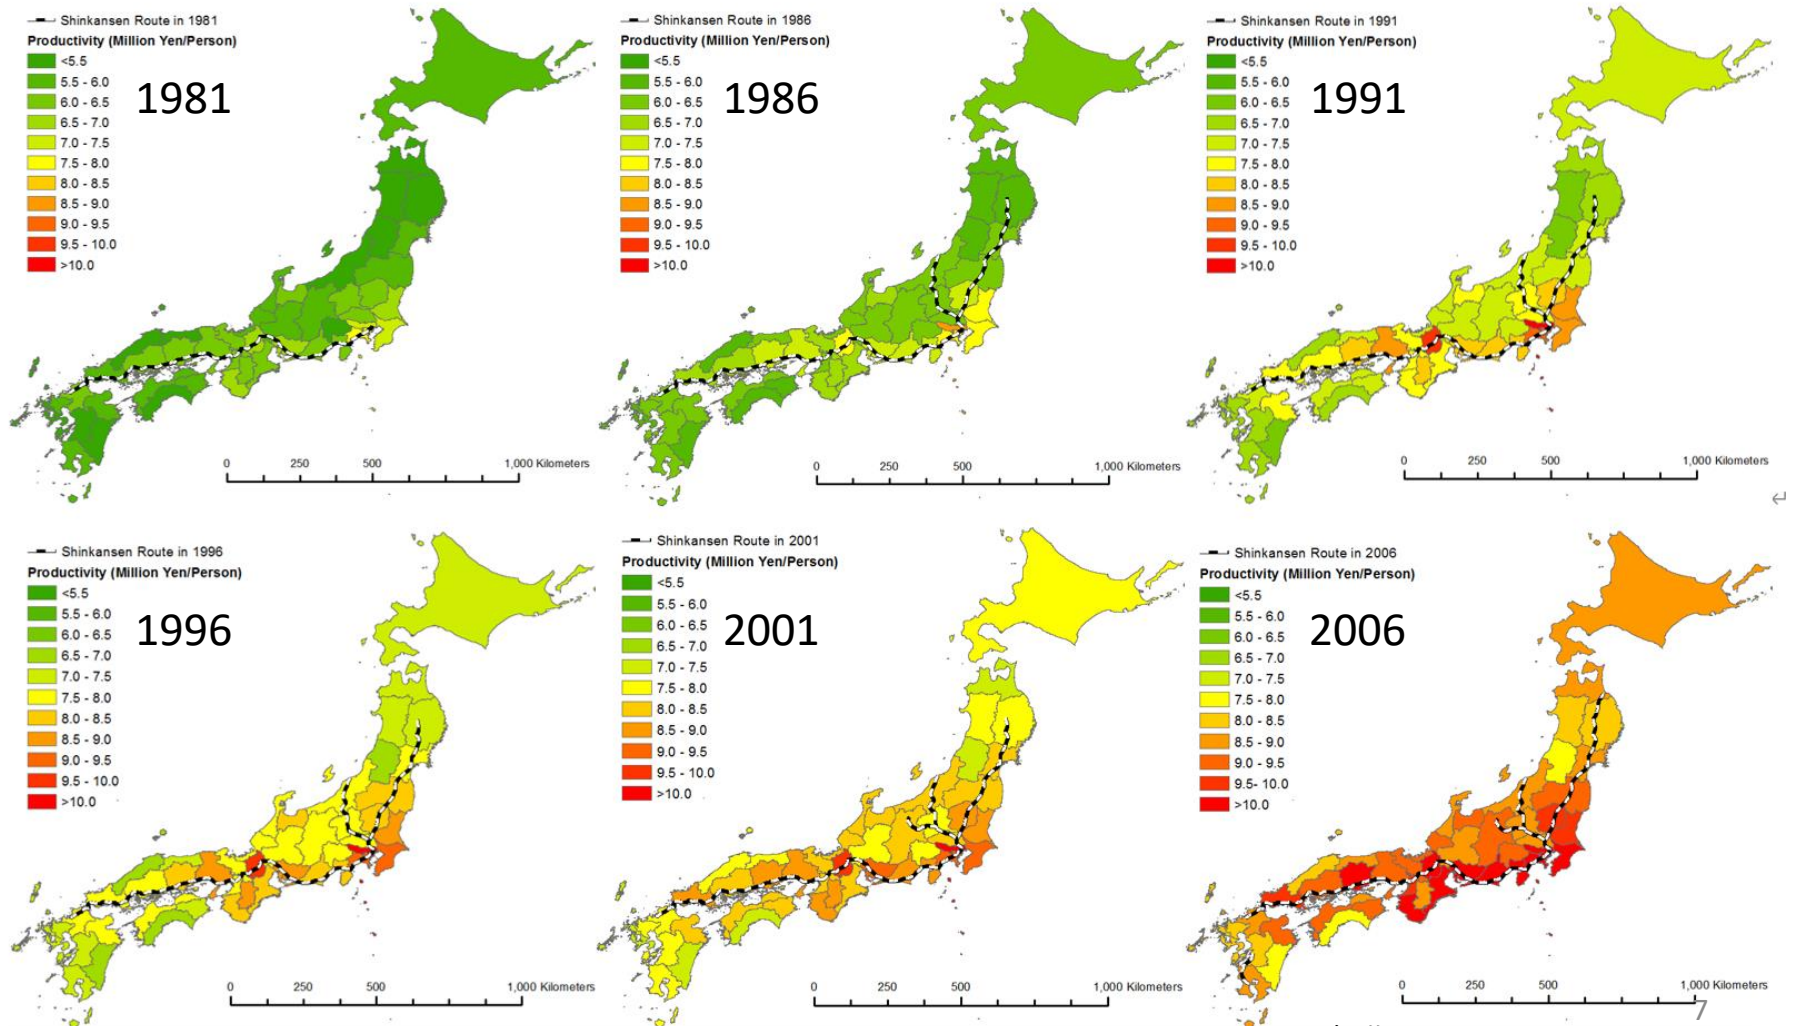 Shinkansen Route in 1981
Productivity (Million Yen/Person)
<5.5
5.5 - 6.0
6.0 - 6.5
6.5 - 7.0
7.0 - 7.5
7.5 - 8.0
8.0 - 8.5
8.5 - 9.0
9.0 - 9.5
9.5 - 10.0
>10.0
1981
0 250 500 1,000 Kilometers
Shinkansen Route in 1986
Productivity (Million Yen/Person)
<5.5
5.5 - 6.0
6.0 - 6.5
6.5 - 7.0
7.0 - 7.5
7.5 - 8.0
8.0 - 8.5
8.5 - 9.0
9.0 - 9.5
9.5 - 10.0
>10.0
1986
0 250 500 1,000 Kilometers
Shinkansen Route in 1991
Productivity (Million Yen/Person)
<5.5
5.5 - 6.0
6.0 - 6.5
6.5 - 7.0
7.0 - 7.5
7.5 - 8.0
8.0 - 8.5
8.5 - 9.0
9.0 - 9.5
9.5 - 10.0
>10.0
1991
0 250 500 1,000 Kilometers
Shinkansen Route in 1996
Productivity (Million Yen/Person)
<5.5
5.5 - 6.0
6.0 - 6.5
6.5 - 7.0
7.0 - 7.5
7.5 - 8.0
8.0 - 8.5
8.5 - 9.0
9.0 - 9.5
9.5 - 10.0
>10.0
1996
0 250 500 1,000 Kilometers
Shinkansen Route in 2001
Productivity (Million Yen/Person)
<5.5
5.5 - 6.0
6.0 - 6.5
6.5 - 7.0
7.0 - 7.5
7.5 - 8.0
8.0 - 8.5
8.5 - 9.0
9.0 - 9.5
9.5 - 10.0
>10.0
2001
0 250 500 1,000 Kilometers
Shinkansen Route in 2006
Productivity (Million Yen/Person)
<5.5
5.5 - 6.0
6.0 - 6.5
6.5 - 7.0
7.0 - 7.5
7.5 - 8.0
8.0 - 8.5
8.5 - 9.0
9.0 - 9.5
9.5- 10.0
>10.0
2006
0 250 500 1,000 Kilometers
7